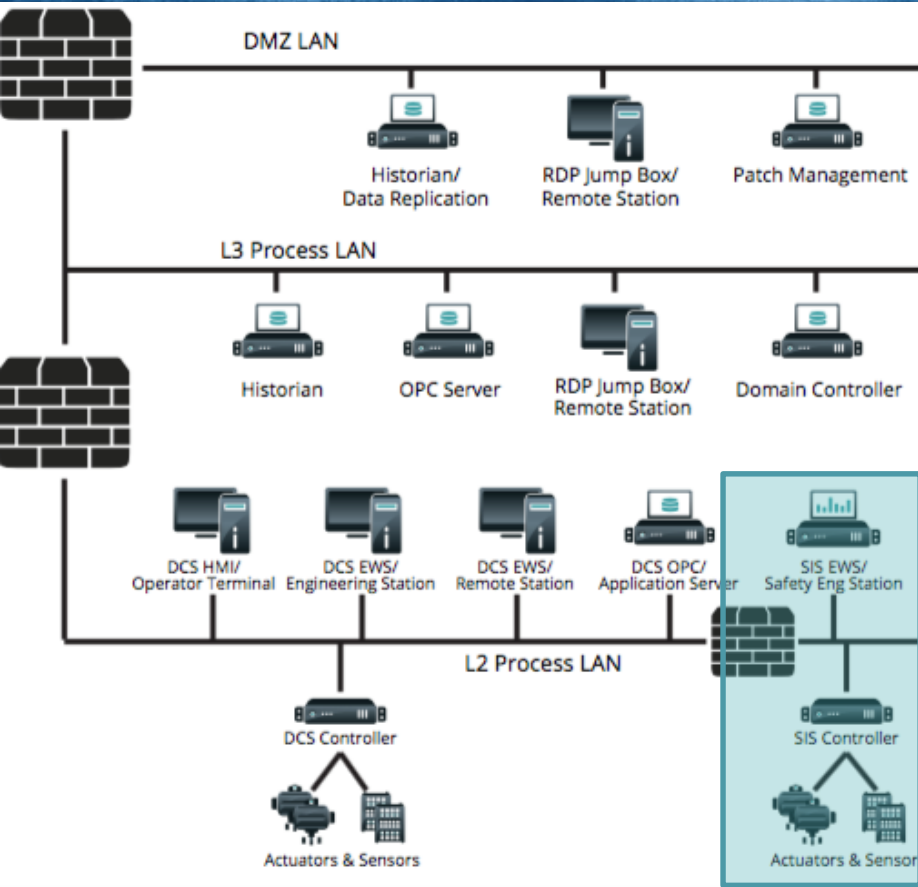 DMZ LAN
Historian/
Data Replication
RDP Jump Box/
Remote Station
Patch Management
L3 Process LAN
Historian
OPC Server
RDP Jump Box/
Remote Station
Domain Controller
DCS HMI/
Operator Terminal
DCS EWS/
Engineering Station
DCS EWS/
Remote Station
DCS OPC/
Application Server
SIS EWS/
Safety Eng Station
L2 Process LAN
DCS Controller
SIS Controller
Actuators & Sensors
Actuators & Sensor